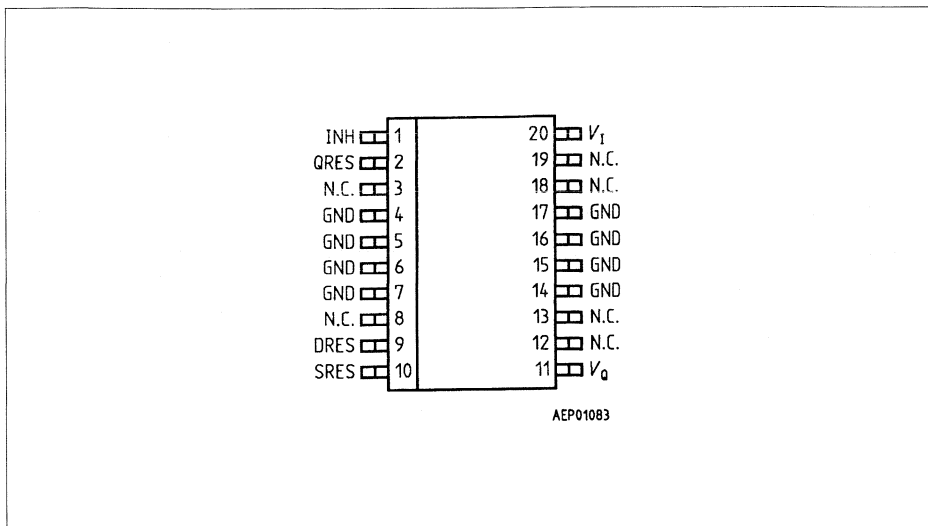 INH 1 20 V_I
QRES 2 19 N.C.
N.C. 3 18 N.C.
GND 4 17 GND
GND 5 16 GND
GND 6 15 GND
GND 7 14 GND
N.C. 8 13 N.C.
DRES 9 12 N.C.
SRES 10 11 V_Q
AEP01083